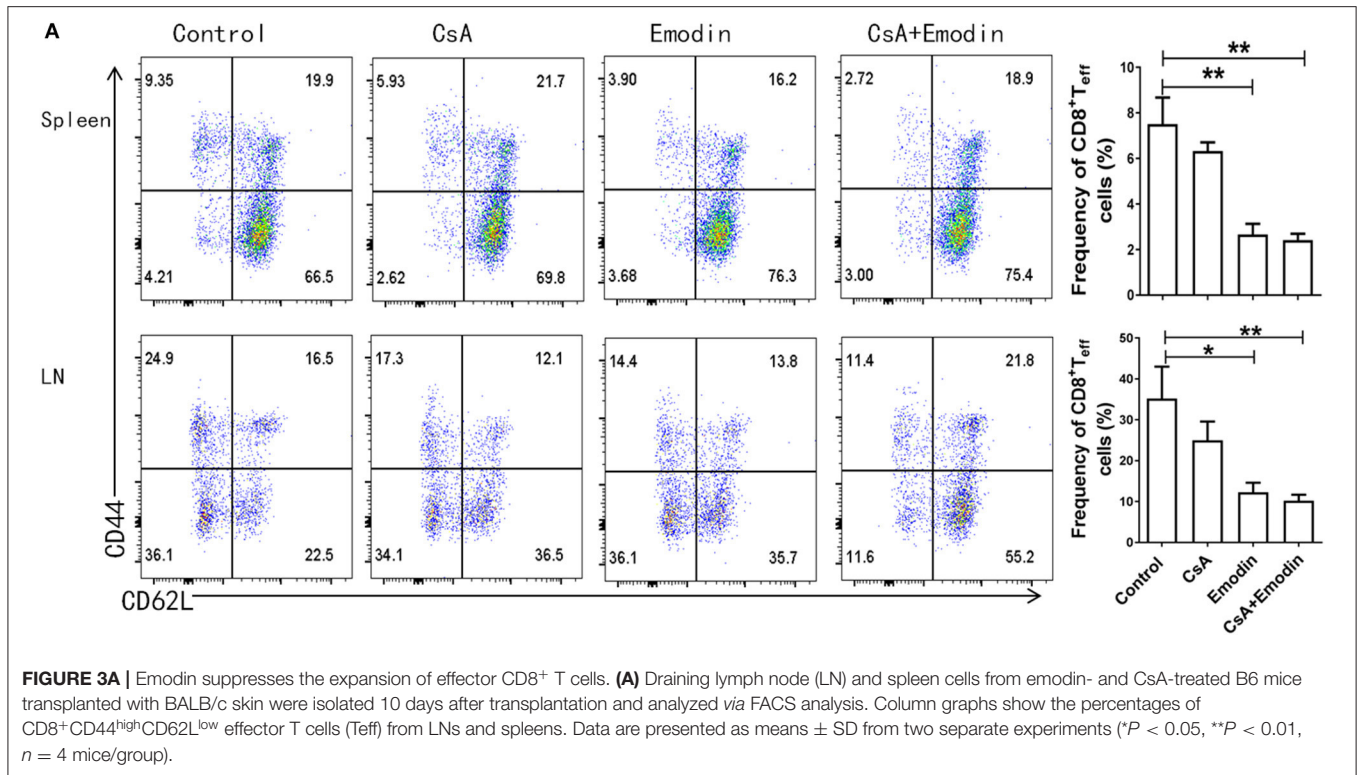 A
Control CsA Emodin CsA+Emodin
Spleen
9.35 19.9
4.21 66.5
5.93 21.7
2.62 69.8
3.90 16.2
3.68 76.3
2.72 18.9
3.00 75.4
LN
24.9 16.5
36.1 22.5
17.3 12.1
34.1 36.5
14.4 13.8
36.1 35.7
11.4 21.8
11.6 55.2
CD44
CD62L
Frequency of CD8+Teff
cells (%)
10
8
6
4
2
0
**
**
Frequency of CD8+Teff
cells (%)
50
40
30
20
10
0
**
*
Control
CsA
Emodin
CsA+Emodin
FIGURE 3A | Emodin suppresses the expansion of effector CD8+ T cells. (A) Draining lymph node (LN) and spleen cells from emodin- and CsA-treated B6 mice
transplanted with BALB/c skin were isolated 10 days after transplantation and analyzed via FACS analysis. Column graphs show the percentages of
CD8+CD44highCD62Llow effector T cells (Teff) from LNs and spleens. Data are presented as means ± SD from two separate experiments (*P < 0.05, **P < 0.01,
n = 4 mice/group).